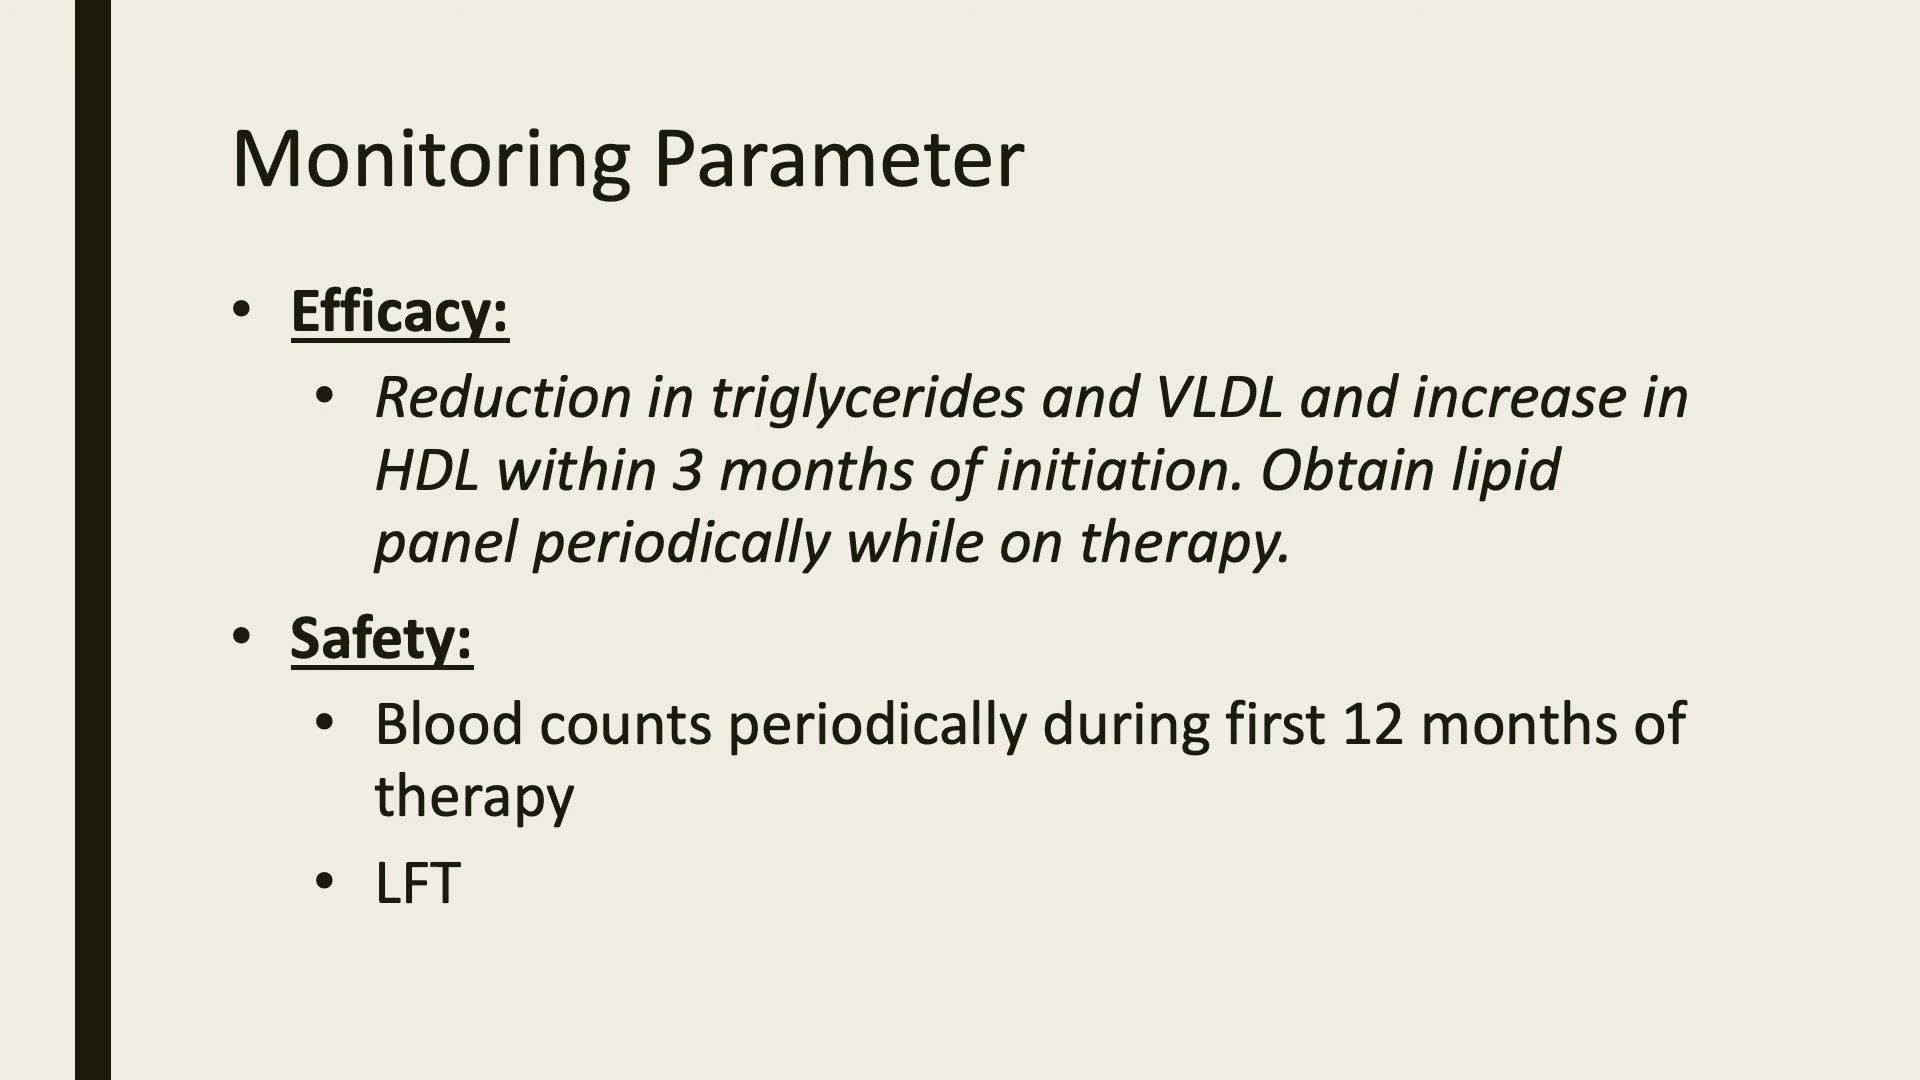 Monitoring Parameter
• Efficacy:
• Reduction in triglycerides and VLDL and increase in
HDL within 3 months of initiation. Obtain lipid
panel periodically while on therapy.
• Safety:
• Blood counts periodically during first 12 months of
therapy
• LFT